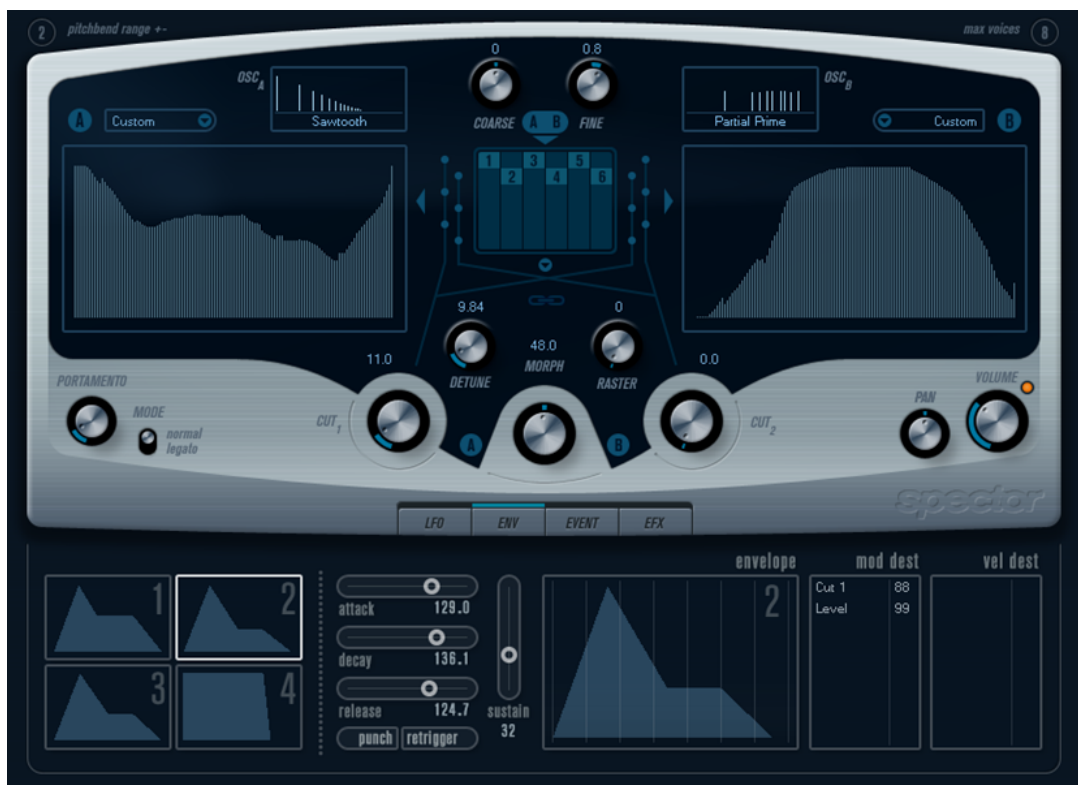 2 pitchbend range +-
max voices 8
0
0.8
OSC A
Sawtooth
COARSE
A B
FINE
Partial Prime
OSC B
A
Custom
Custom
B
1 2 3 4 5 6
9.84
0
48.0
MORPH
DETUNE
RASTER
11.0
0.0
PORTAMENTO
MODE
normal
legato
CUT 1
A
B
CUT 2
PAN
VOLUME
spector
LFO
ENV
EVENT
EFX
envelope
mod dest
vel dest
1
2
3
4
attack
129.0
decay
136.1
release
124.7
punch
retrigger
sustain
32
2
Cut 1 88
Level 99